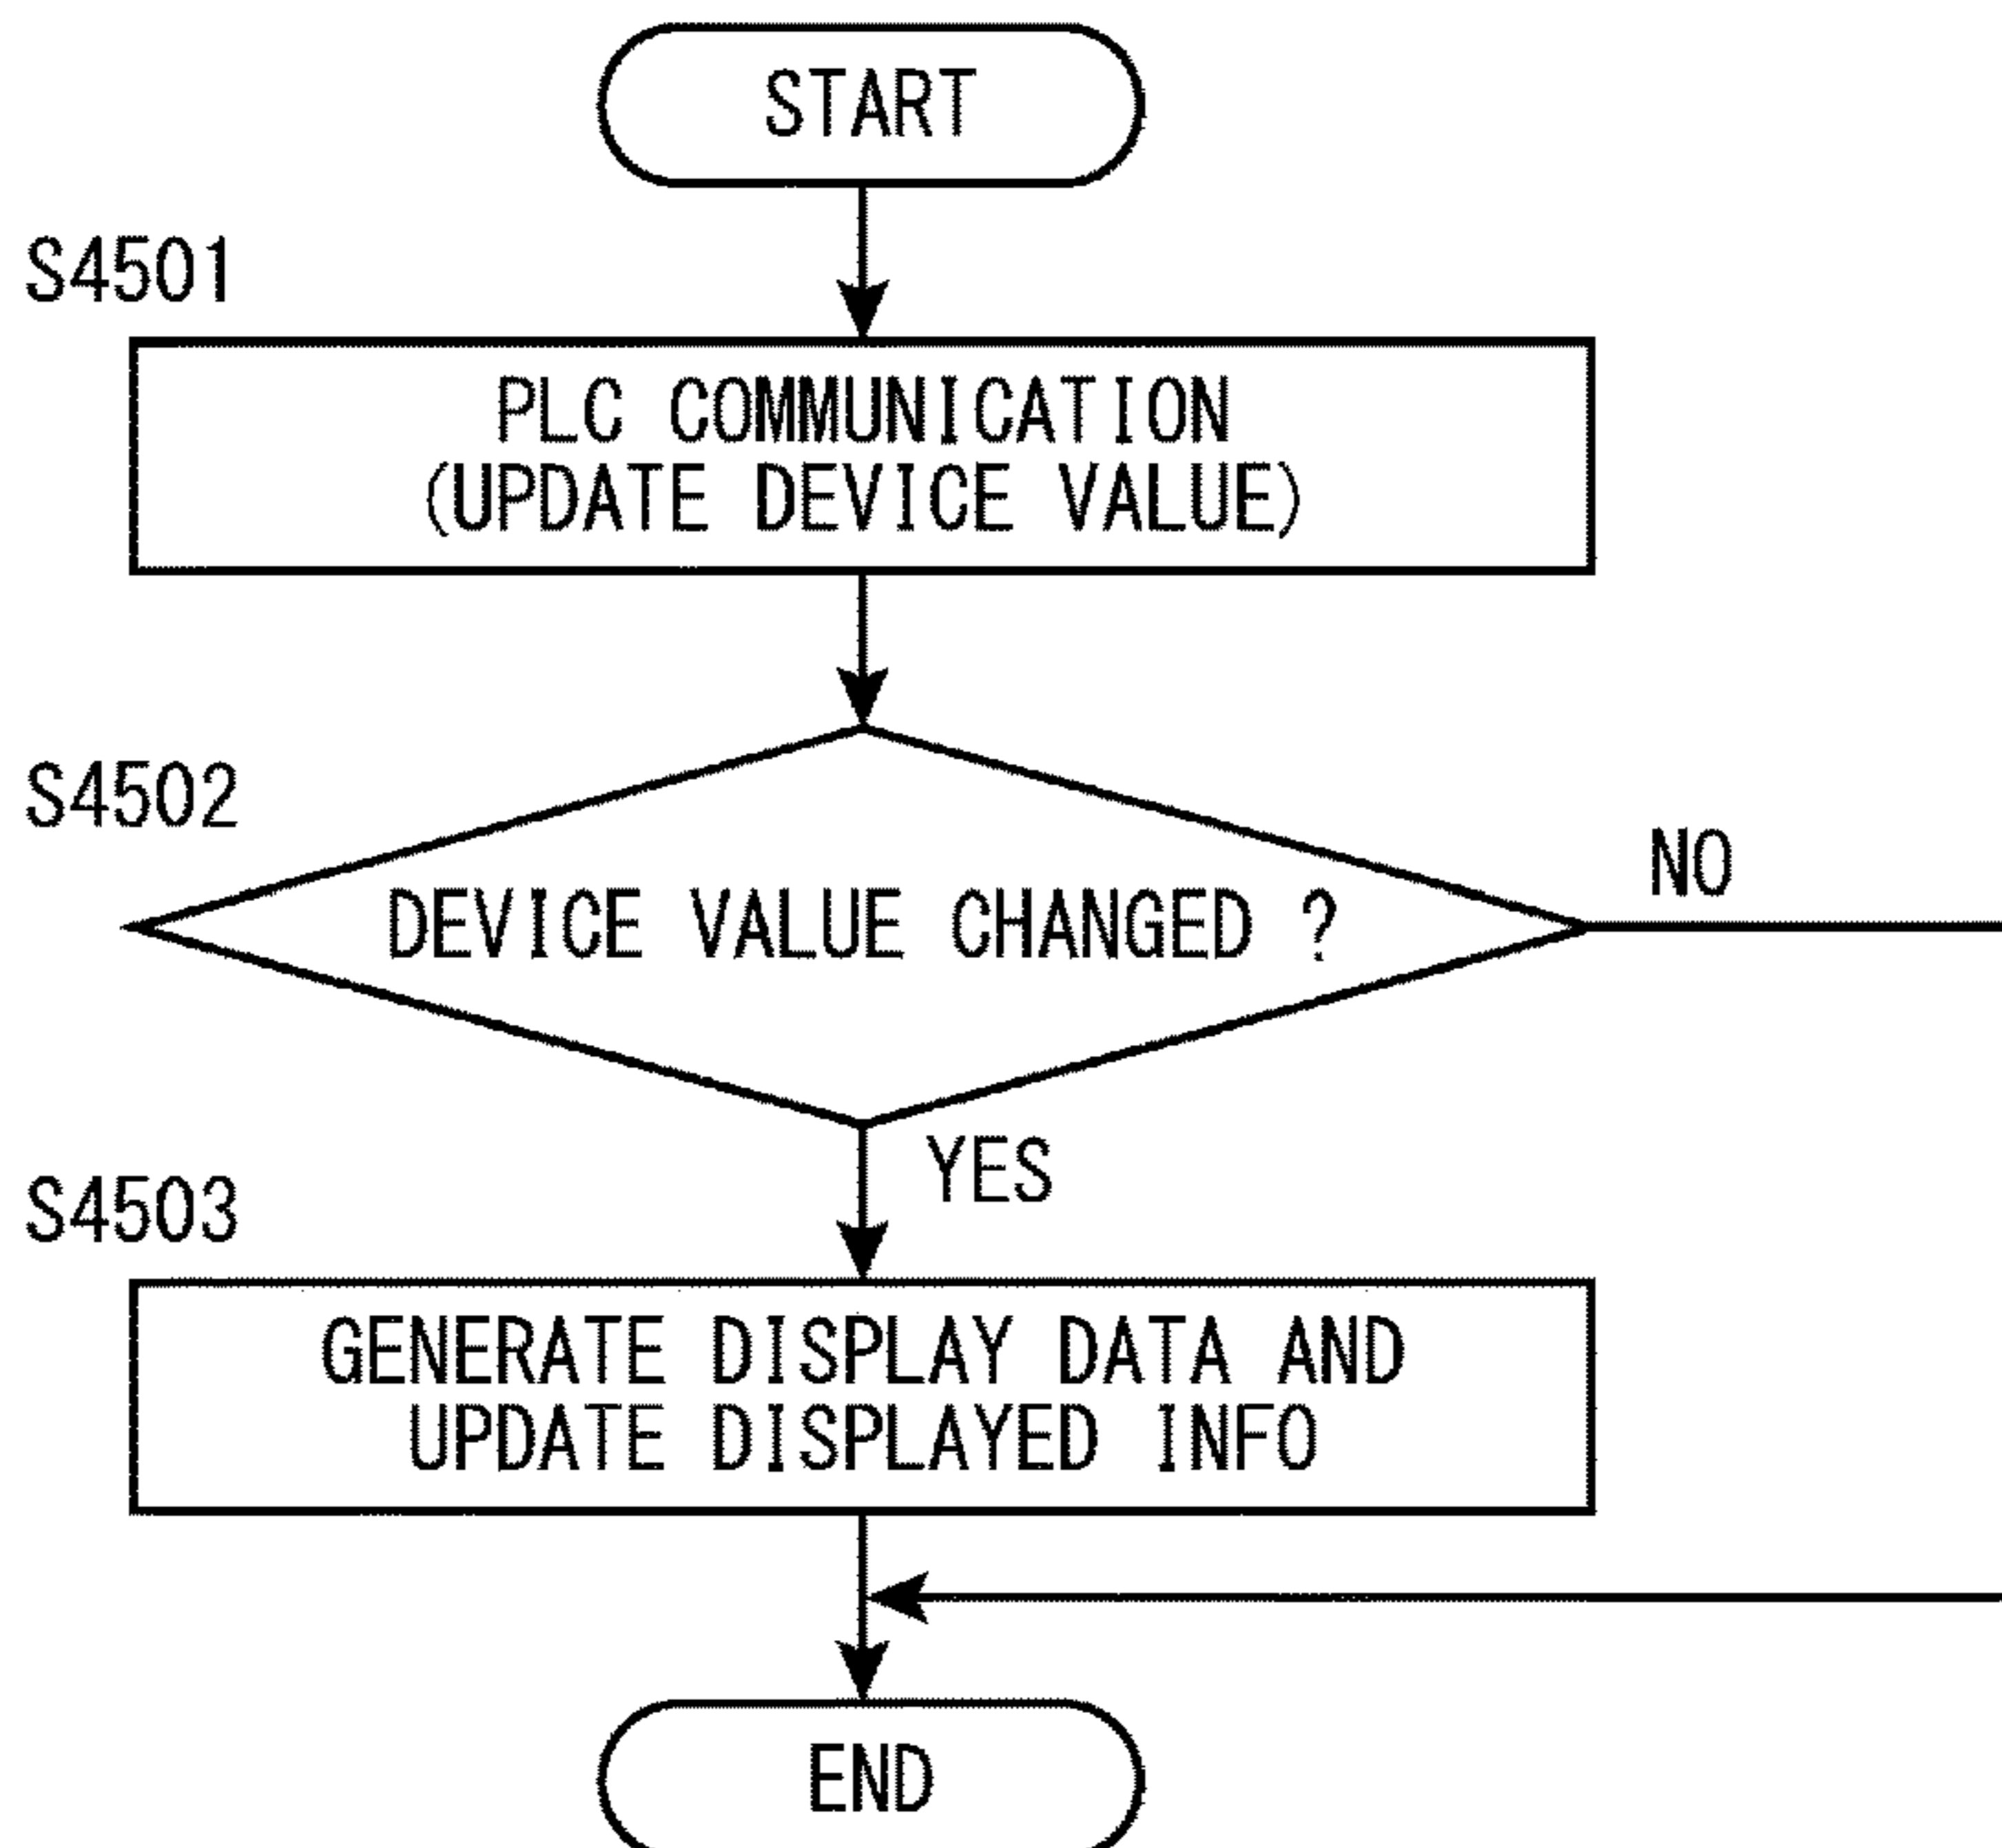 START
S4501
PLC COMMUNICATION
(UPDATE DEVICE VALUE)
S4502
DEVICE VALUE CHANGED ?
NO
YES
S4503
GENERATE DISPLAY DATA AND
UPDATE DISPLAYED INFO
END